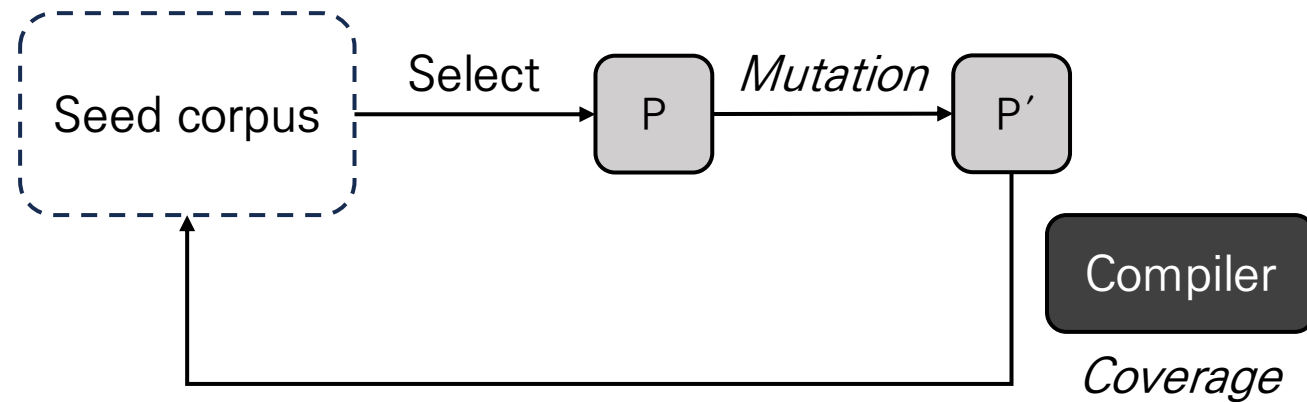 Select
Mutation
Seed corpus
P
P′
Compiler
Coverage